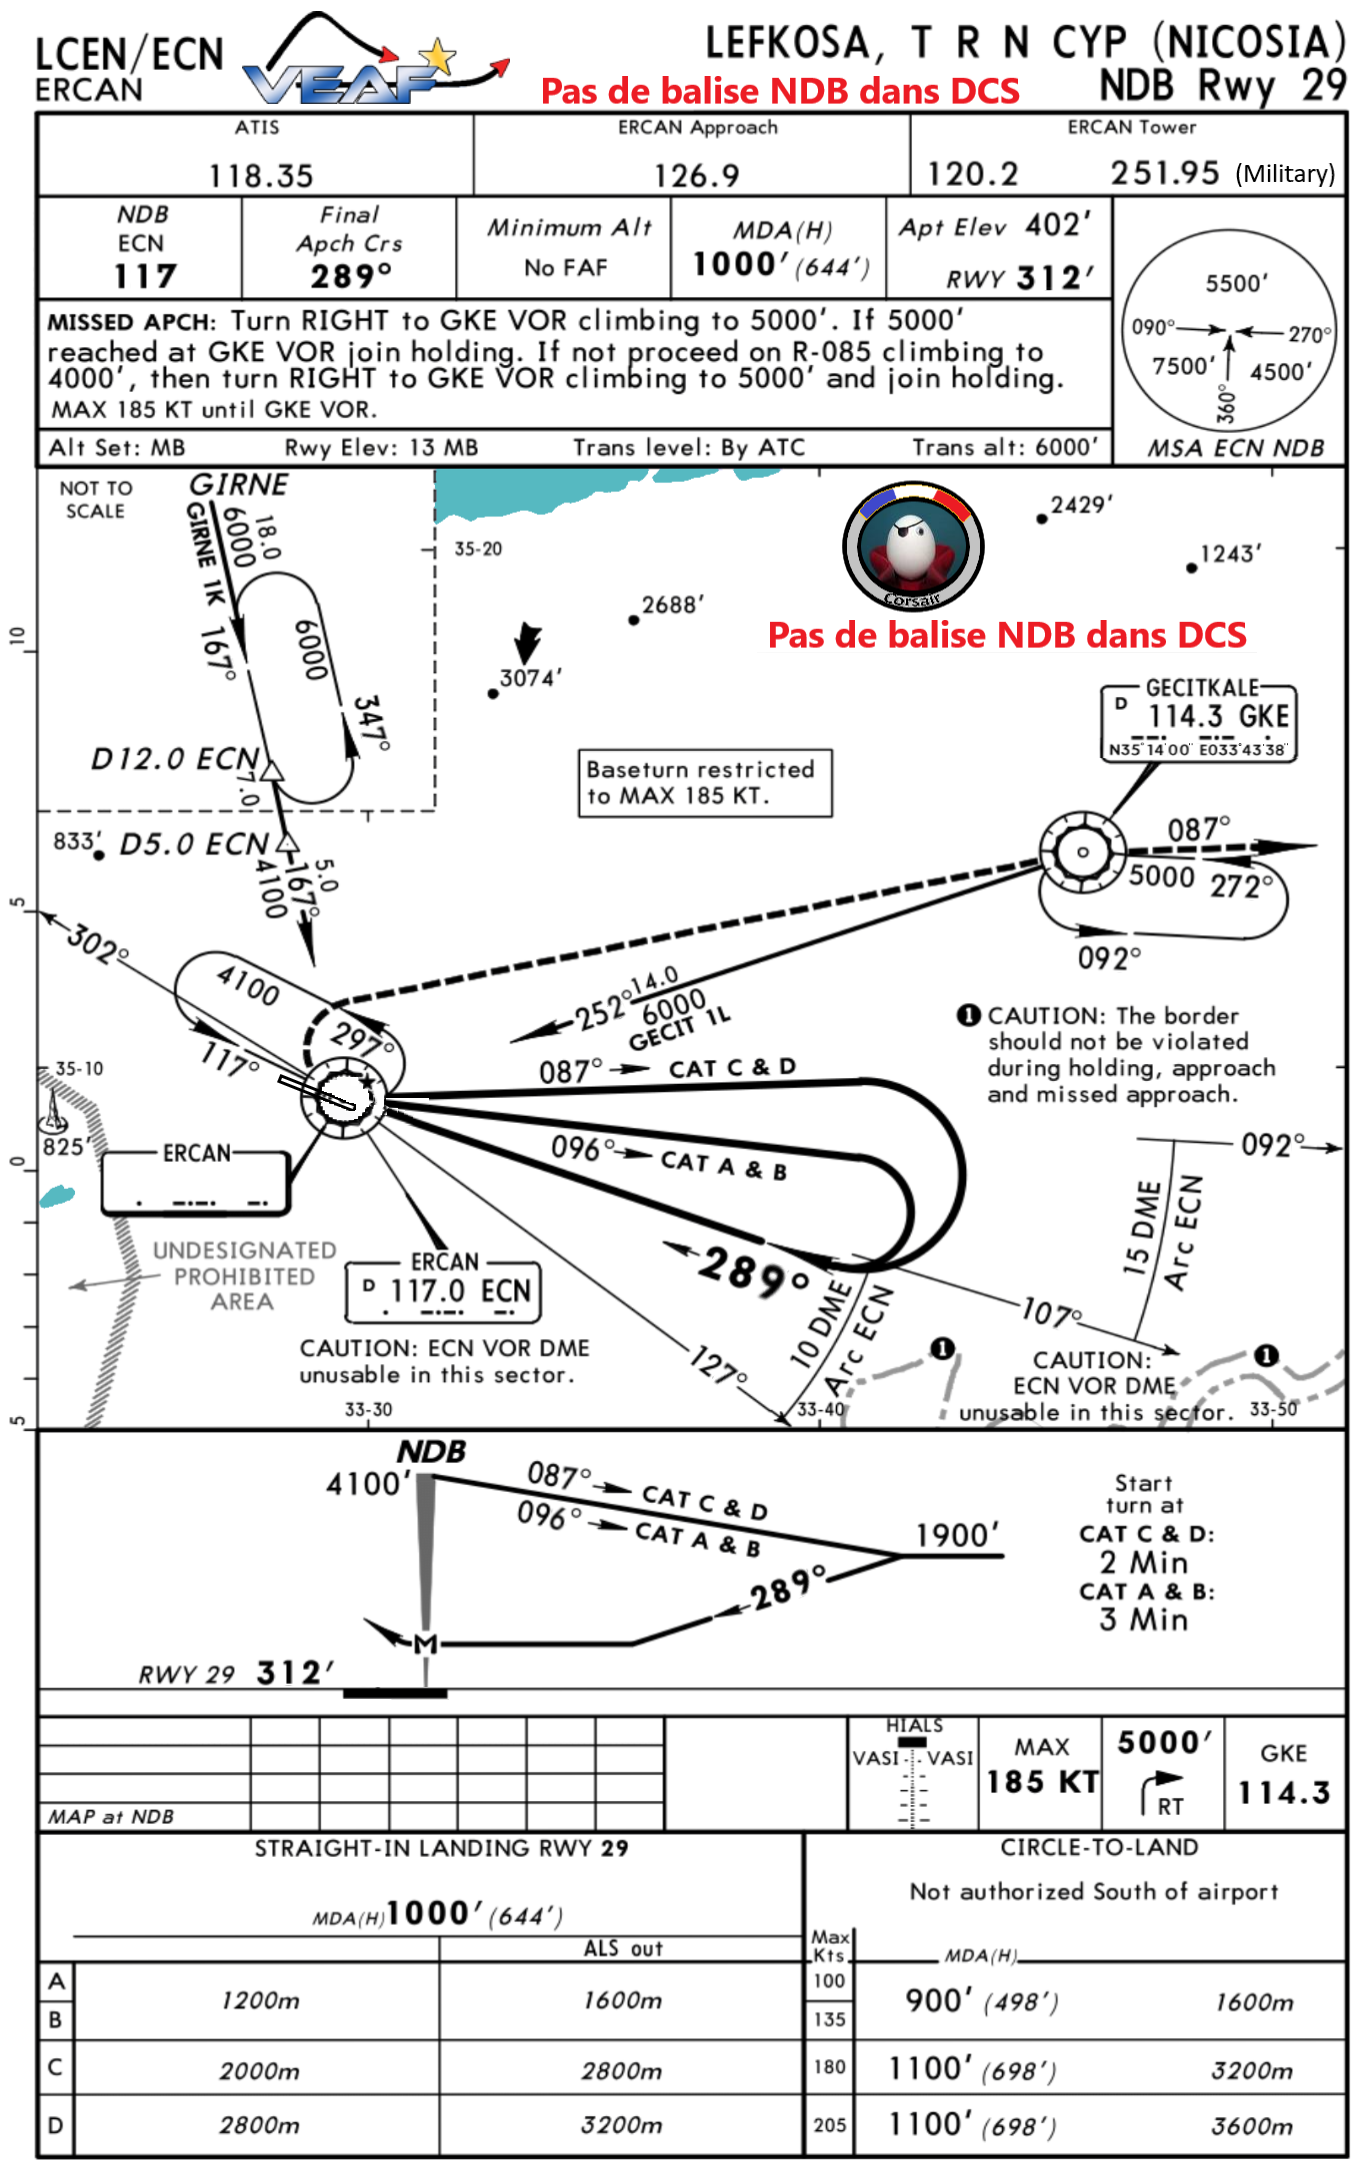 LCEN/ECN
ERCAN
VEAF
LEFKOSA, T R N CYP (NICOSIA)
Pas de balise NDB dans DCS
NDB Rwy 29
ATIS
118.35
ERCAN Approach
126.9
ERCAN Tower
120.2 251.95 (Military)
NDB
ECN
117
Final
Apch Crs
289°
Minimum Alt
No FAF
MDA(H)
1000' (644')
Apt Elev 402'
RWY 312'
5500'
090° 270°
7500' 4500'
360°
MSA ECN NDB
MISSED APCH: Turn RIGHT to GKE VOR climbing to 5000'. If 5000'
reached at GKE VOR join holding. If not proceed on R-085 climbing to
4000', then turn RIGHT to GKE VOR climbing to 5000' and join holding.
MAX 185 KT until GKE VOR.
Alt Set: MB Rwy Elev: 13 MB Trans level: By ATC Trans alt: 6000'
NOT TO
SCALE
GIRNE
GIRNE 1K
6000
18.0
167°
6000
347°
D12.0 ECN
7.0
D5.0 ECN
5.0
167°
4100
833'
35-20
2429'
1243'
2688'
3074'
Corsair
Pas de balise NDB dans DCS
Baseturn restricted
to MAX 185 KT.
GECITKALE
D 114.3 GKE
N35 14 00 E033 43 38
087°
5000 272°
092°
10
5
0
5
302°
4100
297°
117°
252° 14.0
6000
GECIT 1L
1 CAUTION: The border
should not be violated
during holding, approach
and missed approach.
35-10
825'
087° CAT C & D
096° CAT A & B
289°
092°
15 DME
Arc ECN
10 DME
Arc ECN
107°
127°
ERCAN
UNDESIGNATED
PROHIBITED
AREA
ERCAN
D 117.0 ECN
CAUTION: ECN VOR DME
unusable in this sector.
1
1
CAUTION:
ECN VOR DME
unusable in this sector.
33-30
33-40
33-50
NDB
4100'
087° CAT C & D
096° CAT A & B
1900'
289°
M
RWY 29 312'
Start
turn at
CAT C & D:
2 Min
CAT A & B:
3 Min
MAP at NDB
HIALS
VASI VASI
MAX
185 KT
5000'
RT
GKE
114.3
STRAIGHT-IN LANDING RWY 29
MDA(H) 1000' (644')
ALS out
A
B
1200m 1600m
C 2000m 2800m
D 2800m 3200m
CIRCLE-TO-LAND
Not authorized South of airport
Max
Kts
MDA(H)
100
135
900' (498') 1600m
180 1100' (698') 3200m
205 1100' (698') 3600m